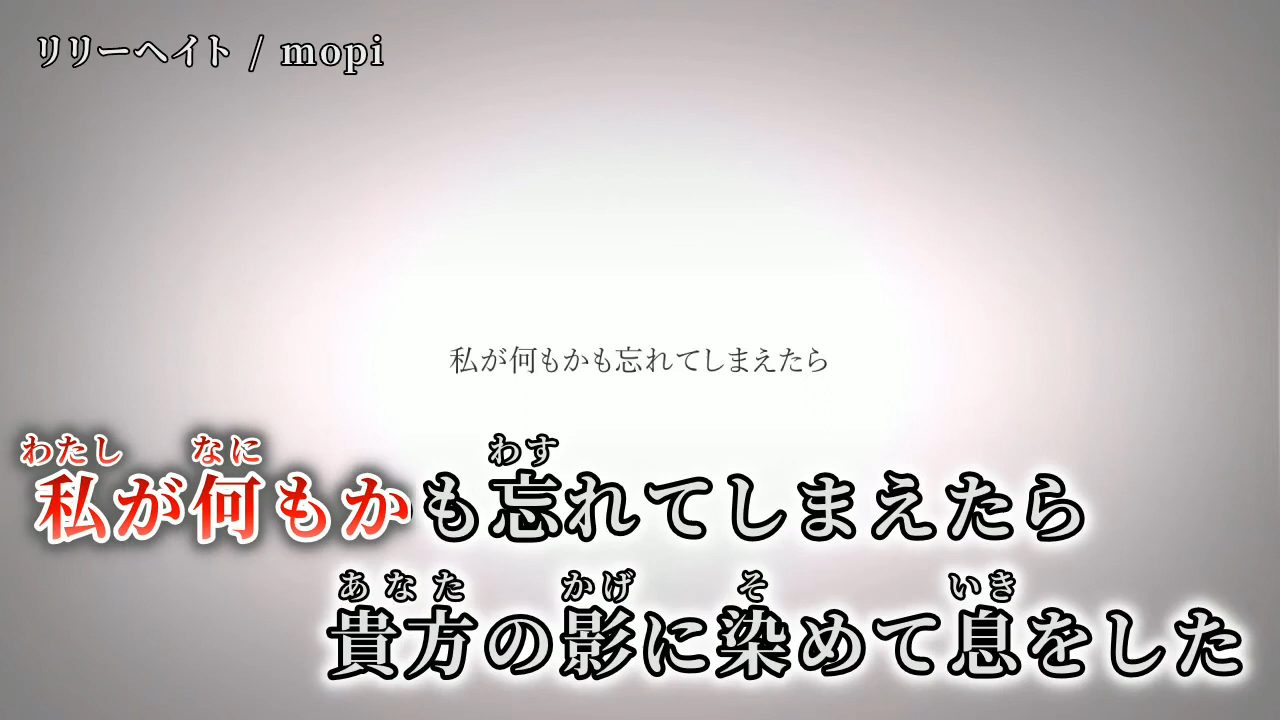 リリーヘイト / mopi
私が何もかも忘れてしまえたら
わたし なに わす
私が何もかも忘れてしまえたら
あなた かげ そ いき
貴方の影に染めて息をした